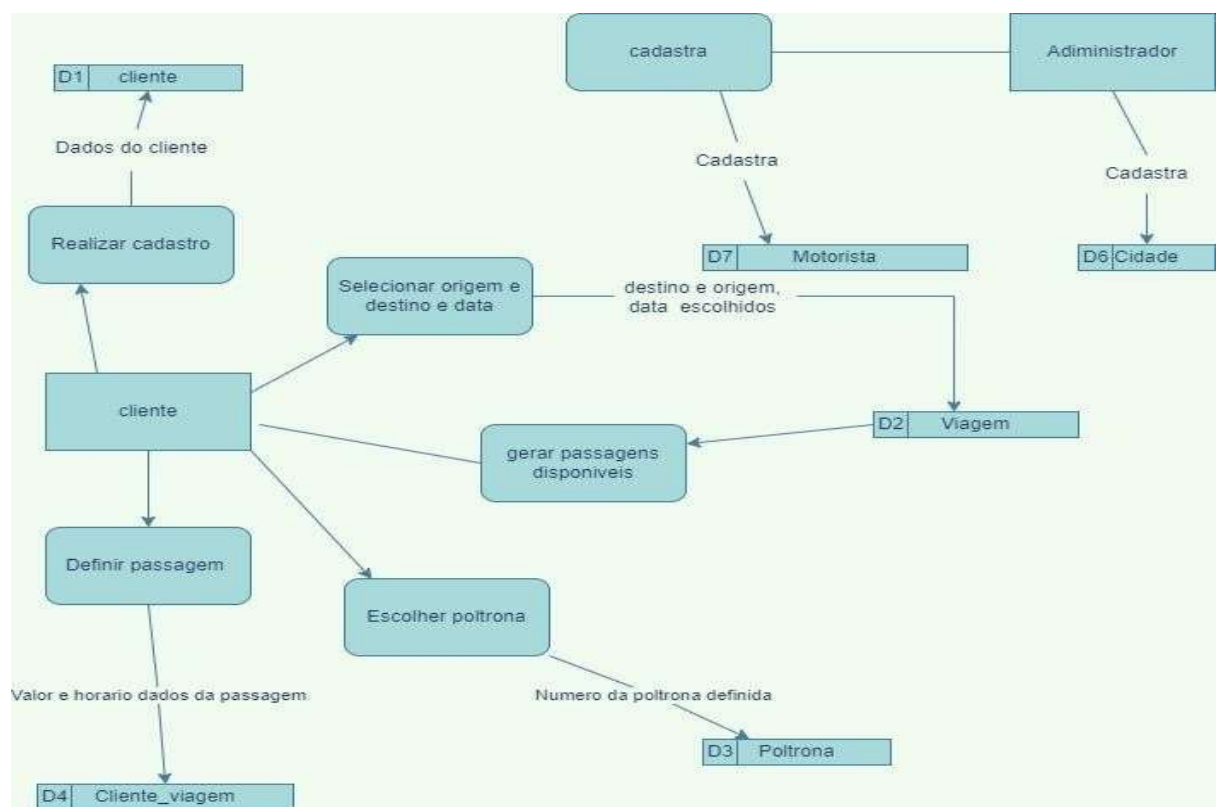 cadastra
Adiministrador
D1 cliente
Dados do cliente
Cadastra
Cadastra
Realizar cadastro
D7 Motorista
D6 Cidade
Selecionar origem e
destino e data
destino e origem,
data escolhidos
cliente
D2 Viagem
gerar passagens
disponiveis
Definir passagem
Escolher poltrona
Valor e horario dados da passagem
Numero da poltrona definida
D3 Poltrona
D4 Cliente_viagem